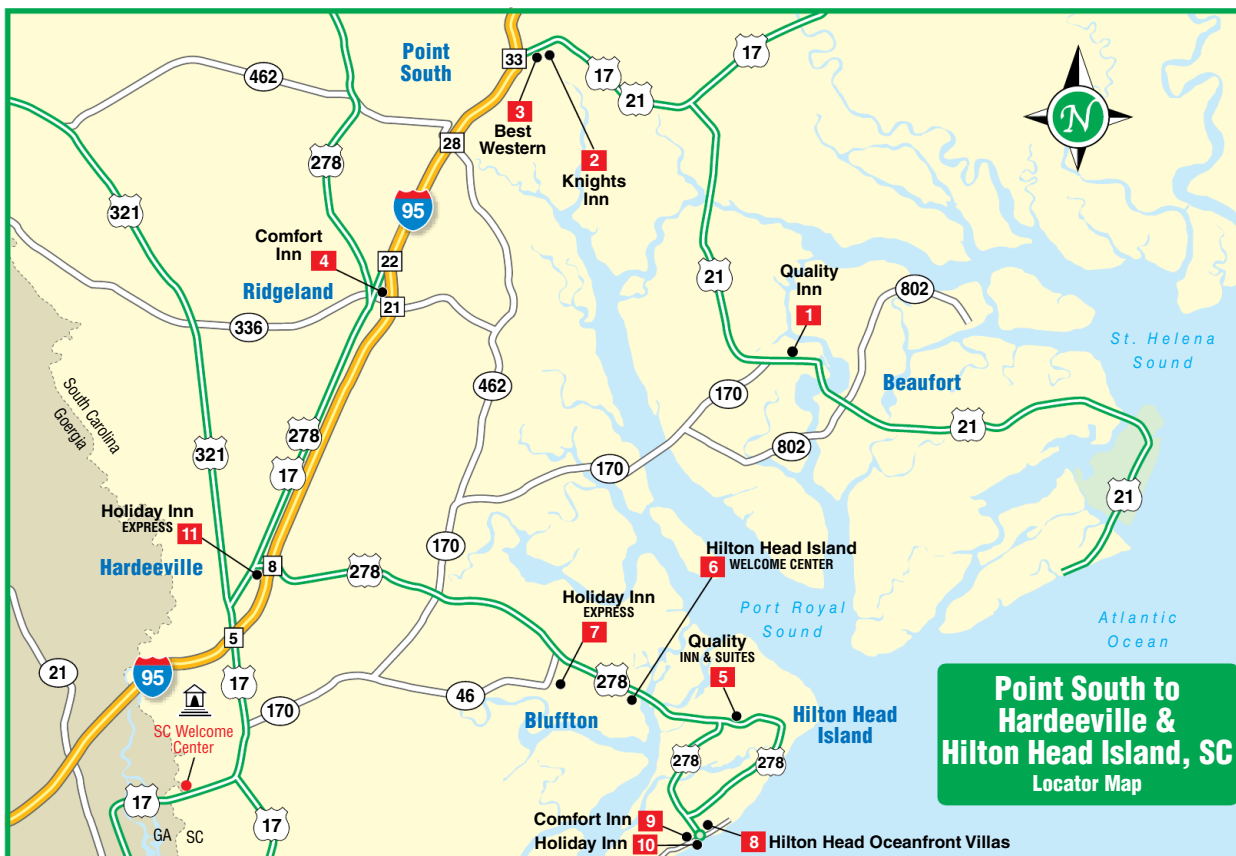 Point
South
462
33
17
17
21
3
Best
Western
2
Knights
Inn
N
28
278
321
95
Comfort
Inn
4
22
Ridgeland
21
336
21
Quality
Inn
1
802
St. Helena
Sound
Beaufort
462
170
21
802
South Carolina
Goergia
278
17
321
170
21
Holiday Inn
EXPRESS
11
8
Hardeeville
278
170
Hilton Head Island
WELCOME CENTER
6
Holiday Inn
EXPRESS
7
Port Royal
Sound
Atlantic
Ocean
5
Quality
INN & SUITES
5
21
95
17
278
46
170
Bluffton
Hilton Head
Island
SC Welcome
Center
278
278
17
17
GA
SC
Comfort Inn
9
Holiday Inn
10
8
Hilton Head Oceanfront Villas
Point South to
Hardeeville &
Hilton Head Island, SC
Locator Map